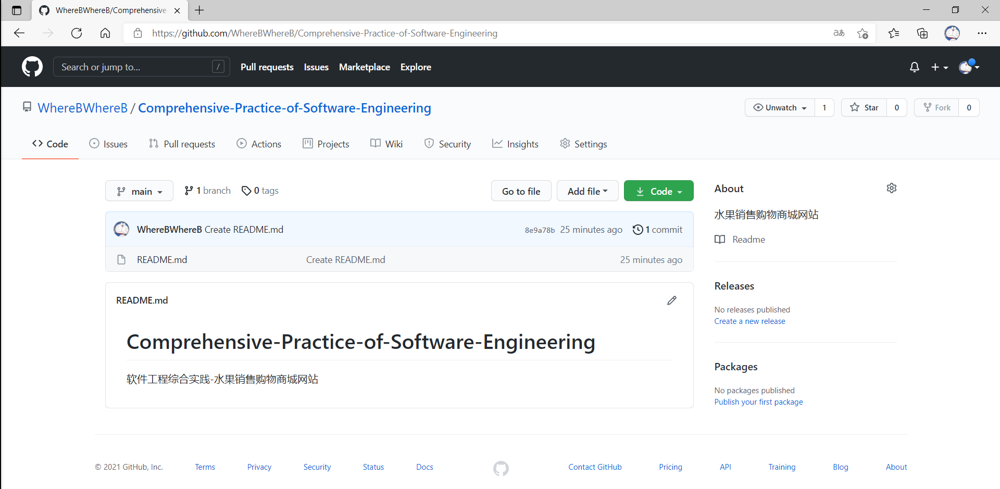 WhereBWhereB/Comprehensive-
https://github.com/WhereBWhereB/Comprehensive-Practice-of-Software-Engineering
aあ
Search or jump to... / Pull requests Issues Marketplace Explore
WhereBWhereB / Comprehensive-Practice-of-Software-Engineering
Unwatch 1 Star 0 Fork 0
Code Issues Pull requests Actions Projects Wiki Security Insights Settings
main 1 branch 0 tags Go to file Add file Code
WhereBWhereB Create README.md 8e9a78b 25 minutes ago 1 commit
README.md Create README.md 25 minutes ago
README.md
Comprehensive-Practice-of-Software-Engineering
软件工程综合实践-水果销售购物商城网站
About
水果销售购物商城网站
Readme
Releases
No releases published
Create a new release
Packages
No packages published
Publish your first package
© 2021 GitHub, Inc. Terms Privacy Security Status Docs Contact GitHub Pricing API Training Blog About